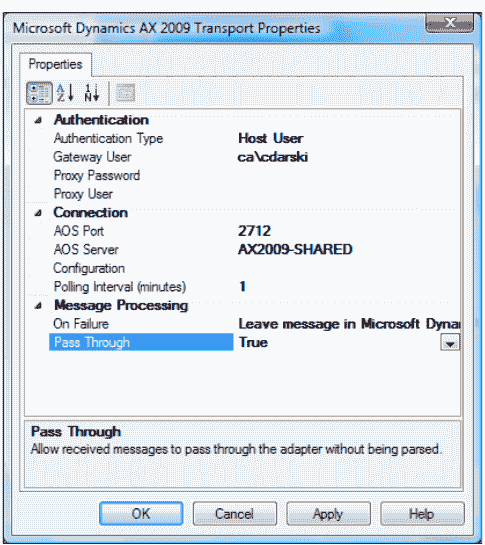 Microsoft Dynamics AX 2009 Transport Properties
Properties
Authentication
Authentication Type Host User
Gateway User ca\cdarski
Proxy Password
Proxy User
Connection
AOS Port 2712
AOS Server AX2009-SHARED
Configuration
Polling Interval (minutes) 1
Message Processing
On Failure Leave message in Microsoft Dyna
Pass Through True
Pass Through
Allow received messages to pass through the adapter without being parsed.
OK Cancel Apply Help